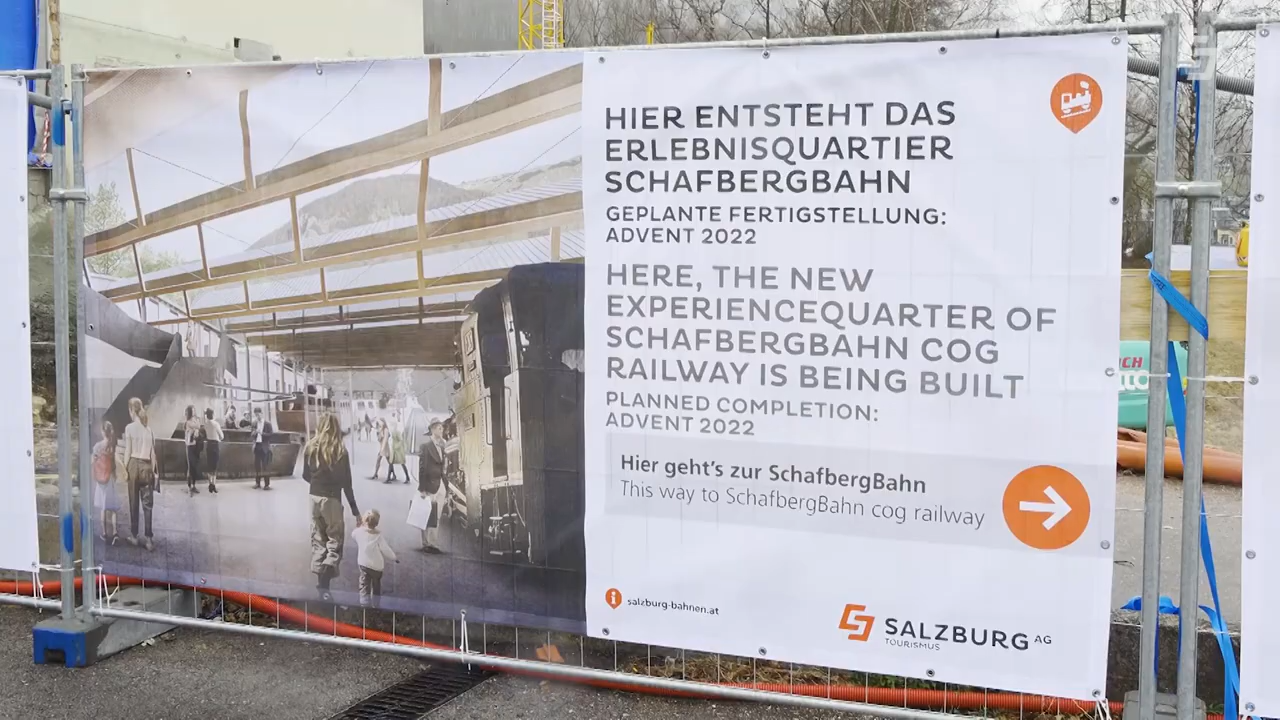 HIER ENTSTEHT DAS
ERLEBNISQUARTIER
SCHAFBERGBAHN
GEPLANTE FERTIGSTELLUNG:
ADVENT 2022
HERE, THE NEW
EXPERIENCEQUARTER OF
SCHAFBERGBAHN COG
RAILWAY IS BEING BUILT
PLANNED COMPLETION:
ADVENT 2022
Hier geht's zur SchafbergBahn
This way to SchafbergBahn cog railway
i salzburg-bahnen.at
SALZBURG AG
TOURISMUS